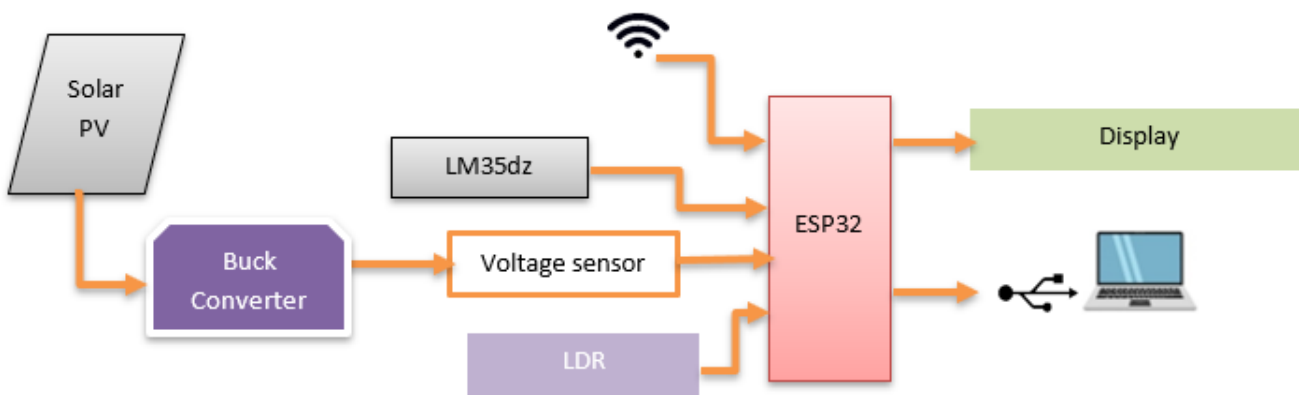 Solar
PV
LM35dz
Display
ESP32
Buck
Converter
Voltage sensor
LDR